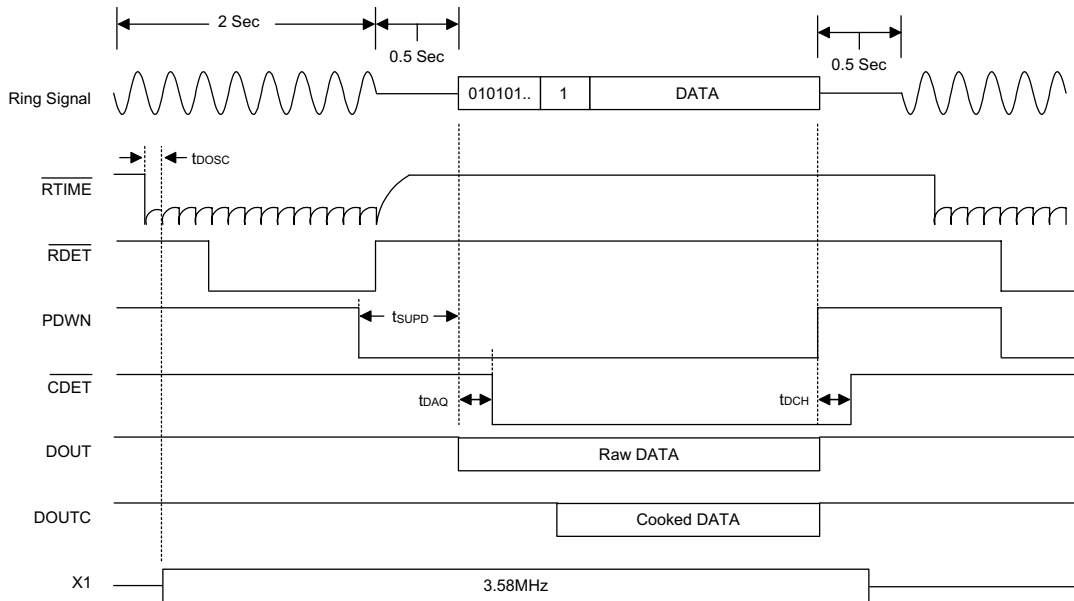 2 Sec
0.5 Sec
0.5 Sec
Ring Signal
010101..
1
DATA
tDOSC
RTIME
RDET
PDWN
tSUPD
CDET
tDAQ
tDCH
DOUT
Raw DATA
DOUTC
Cooked DATA
X1
3.58MHz